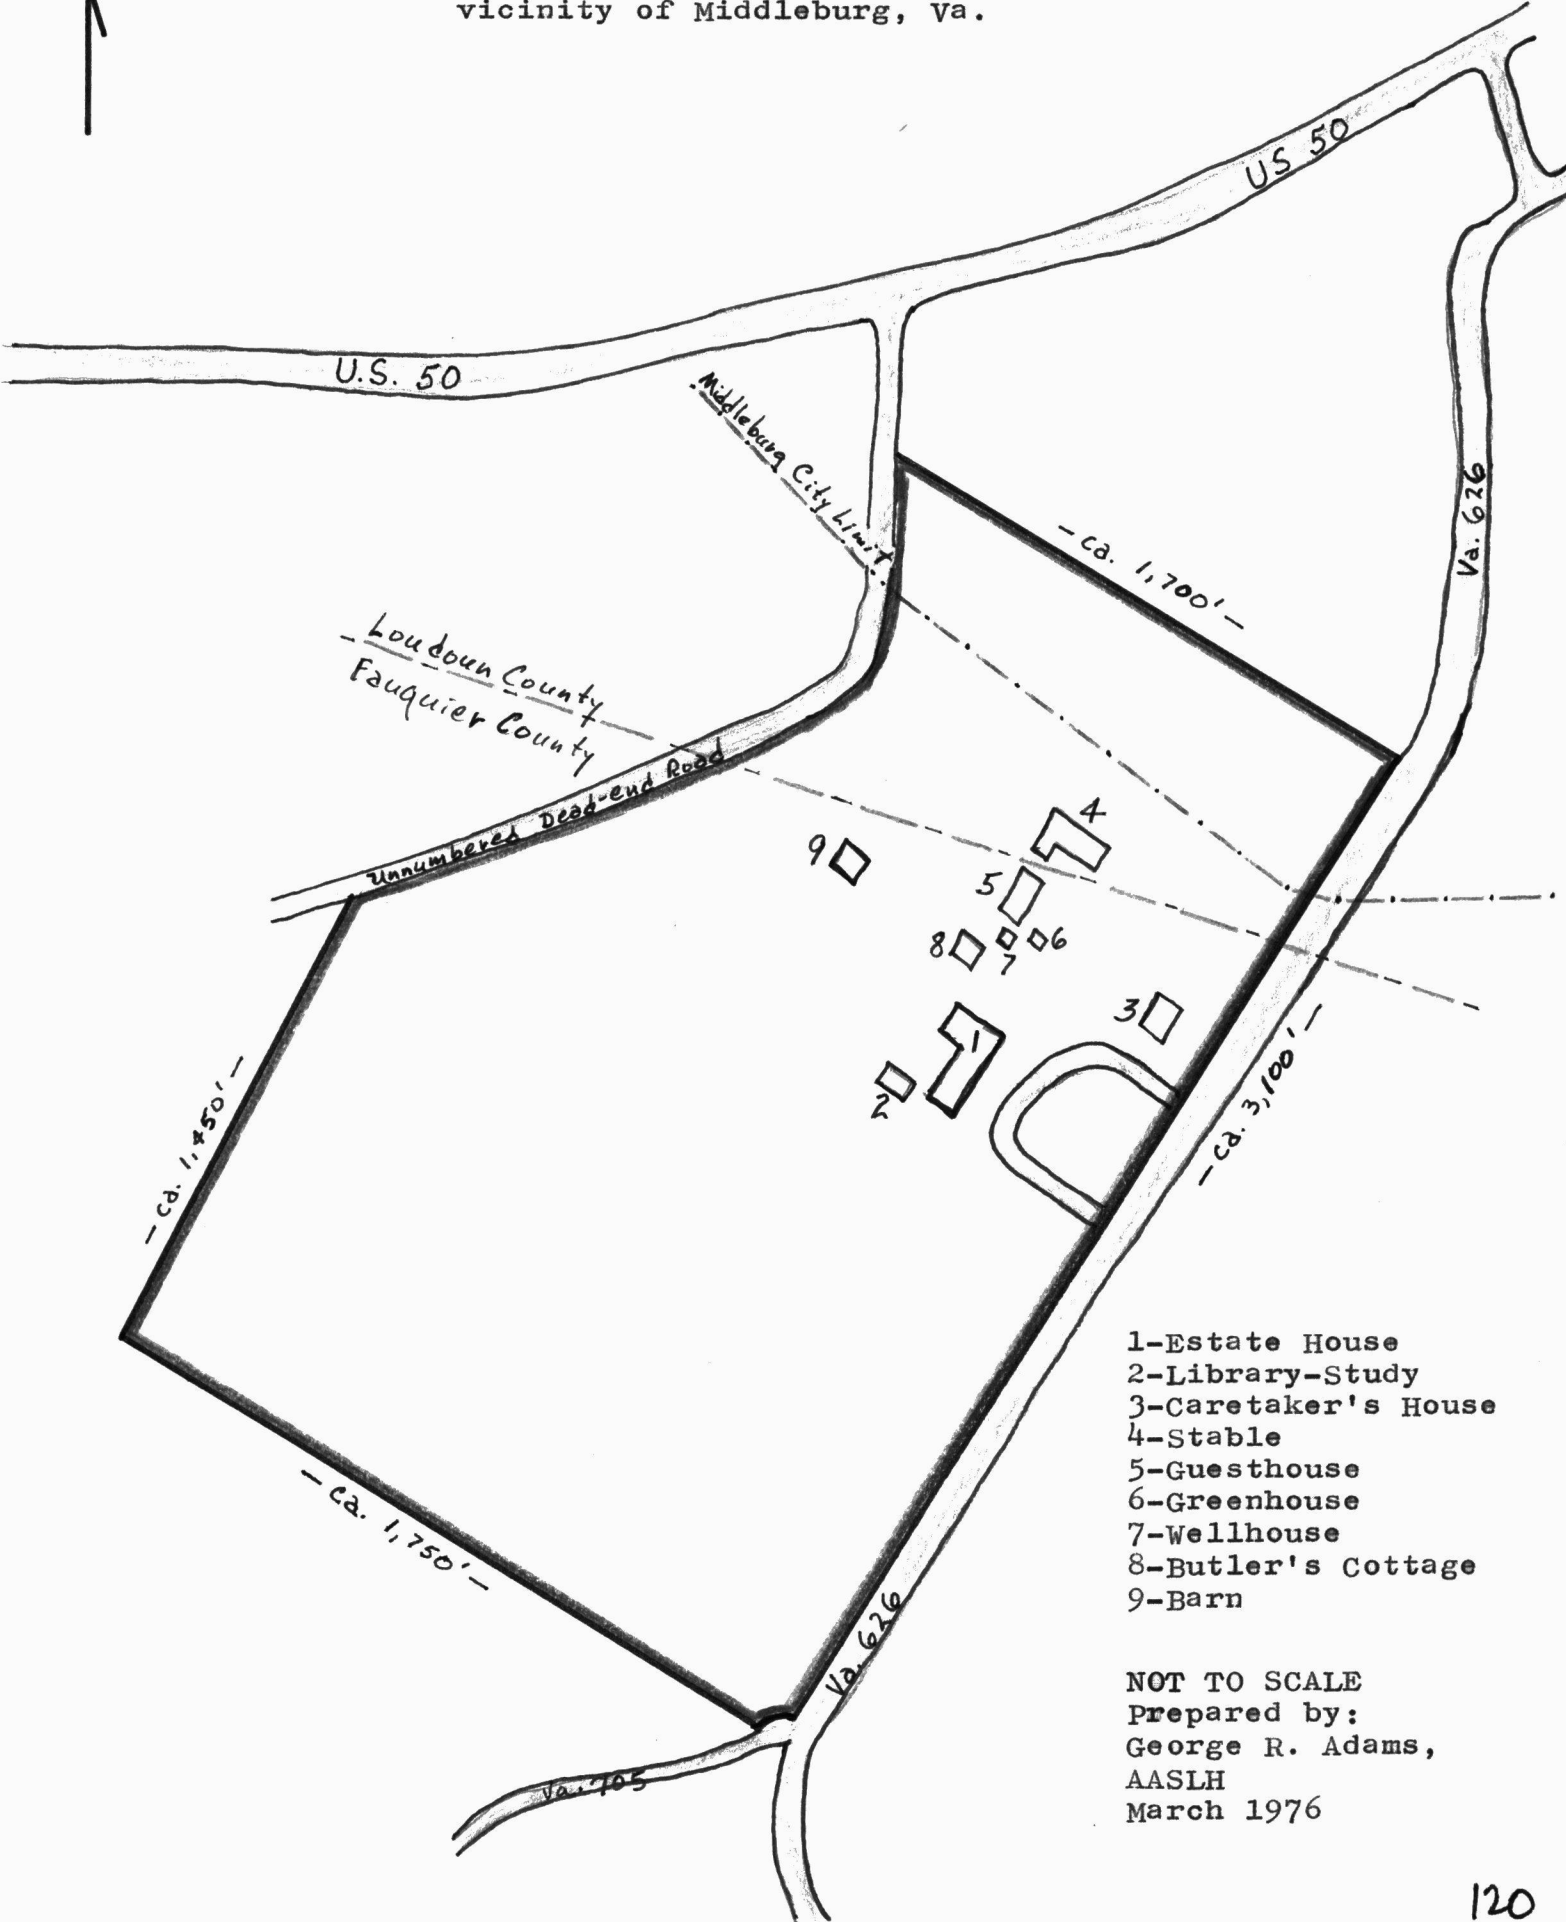 vicinity of Middleburg, Va.
US 50
U.S. 50
Middleburg City Limit
Va. 626
- ca. 1,700' -
Loudoun County
Fauquier County
Unnumbered Dead-end Road
4
9
5
8
7
6
3
1
2
- ca. 3,100' -
- ca. 1,450' -
- ca. 1,750' -
Va. 626
Va. 705
1-Estate House
2-Library-Study
3-Caretaker's House
4-Stable
5-Guesthouse
6-Greenhouse
7-Wellhouse
8-Butler's Cottage
9-Barn
NOT TO SCALE
Prepared by:
George R. Adams,
AASLH
March 1976
120